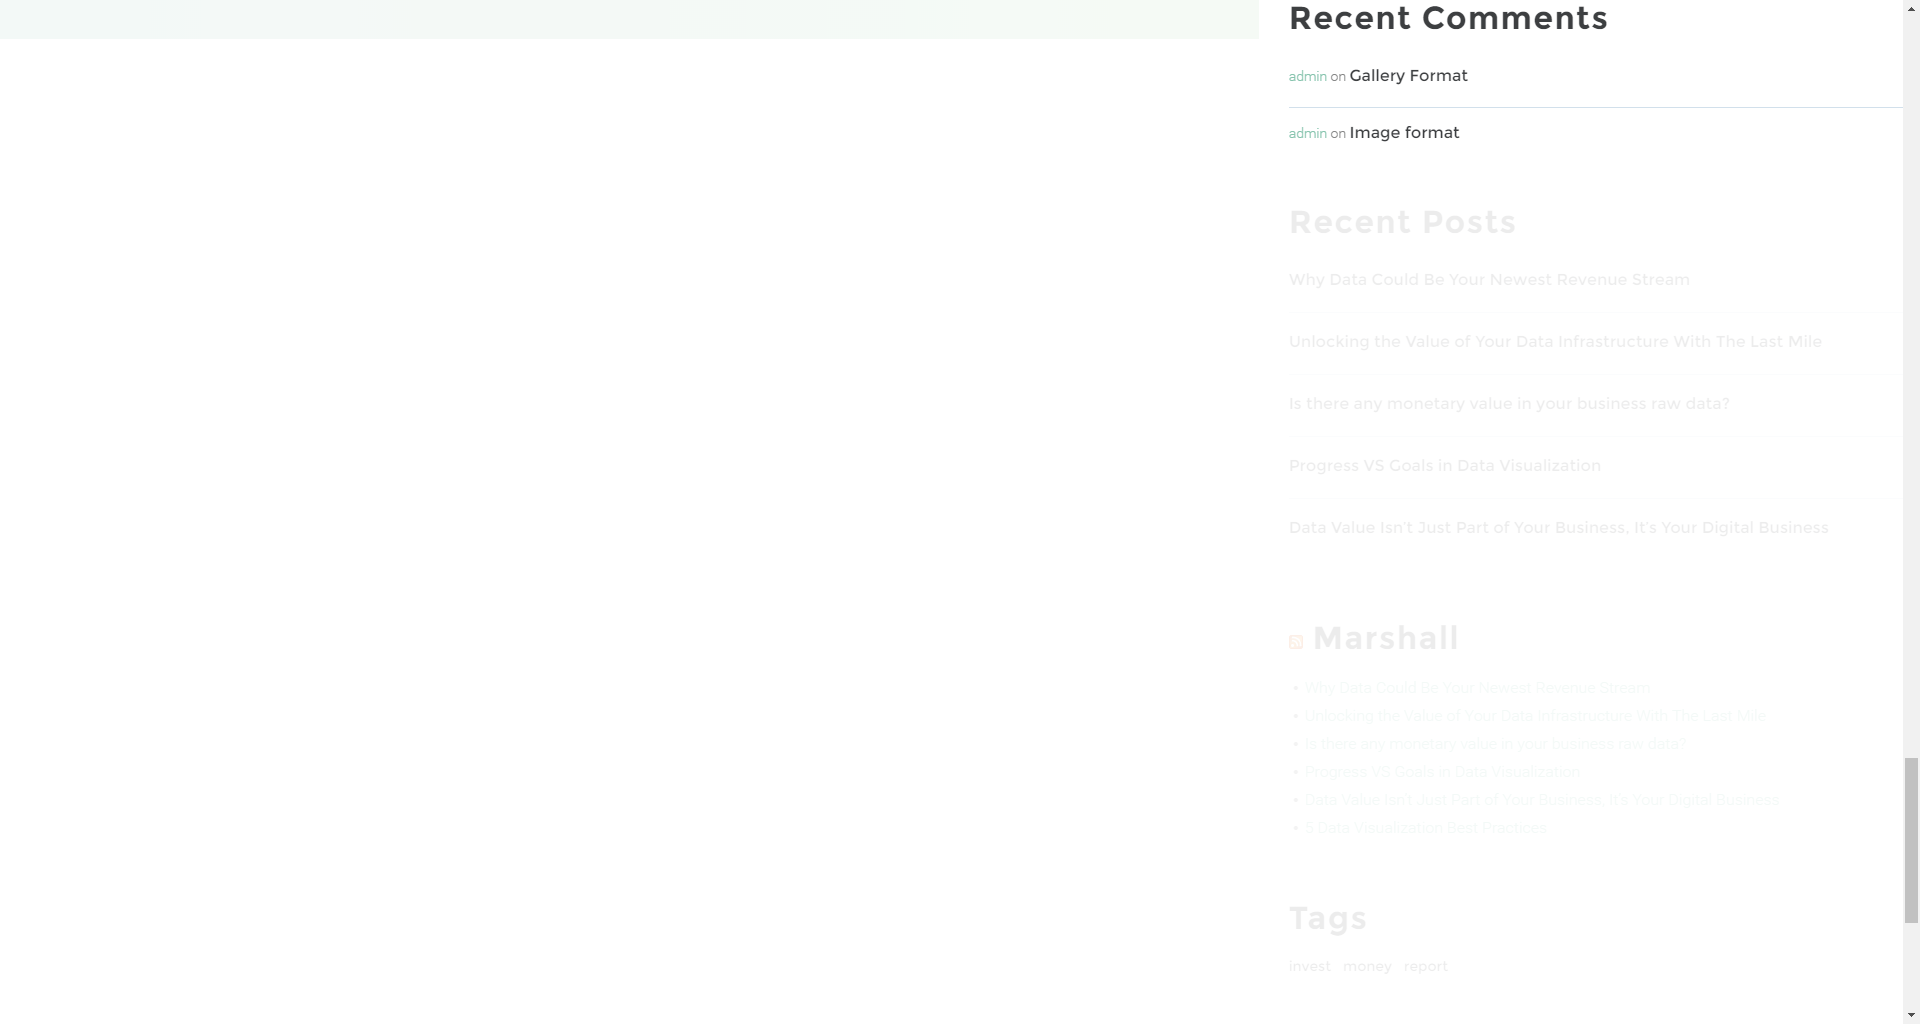 Recent Comments
admin on Gallery Format
admin on Image format
Recent Posts
Why Data Could Be Your Newest Revenue Stream
Unlocking the Value of Your Data Infrastructure With The Last Mile
Is there any monetary value in your business raw data?
Progress VS Goals in Data Visualization
Data Value Isn’t Just Part of Your Business, It’s Your Digital Business
Marshall
• Why Data Could Be Your Newest Revenue Stream
• Unlocking the Value of Your Data Infrastructure With The Last Mile
• Is there any monetary value in your business raw data?
• Progress VS Goals in Data Visualization
• Data Value Isn’t Just Part of Your Business, It’s Your Digital Business
• 5 Data Visualization Best Practices
Tags
invest money report